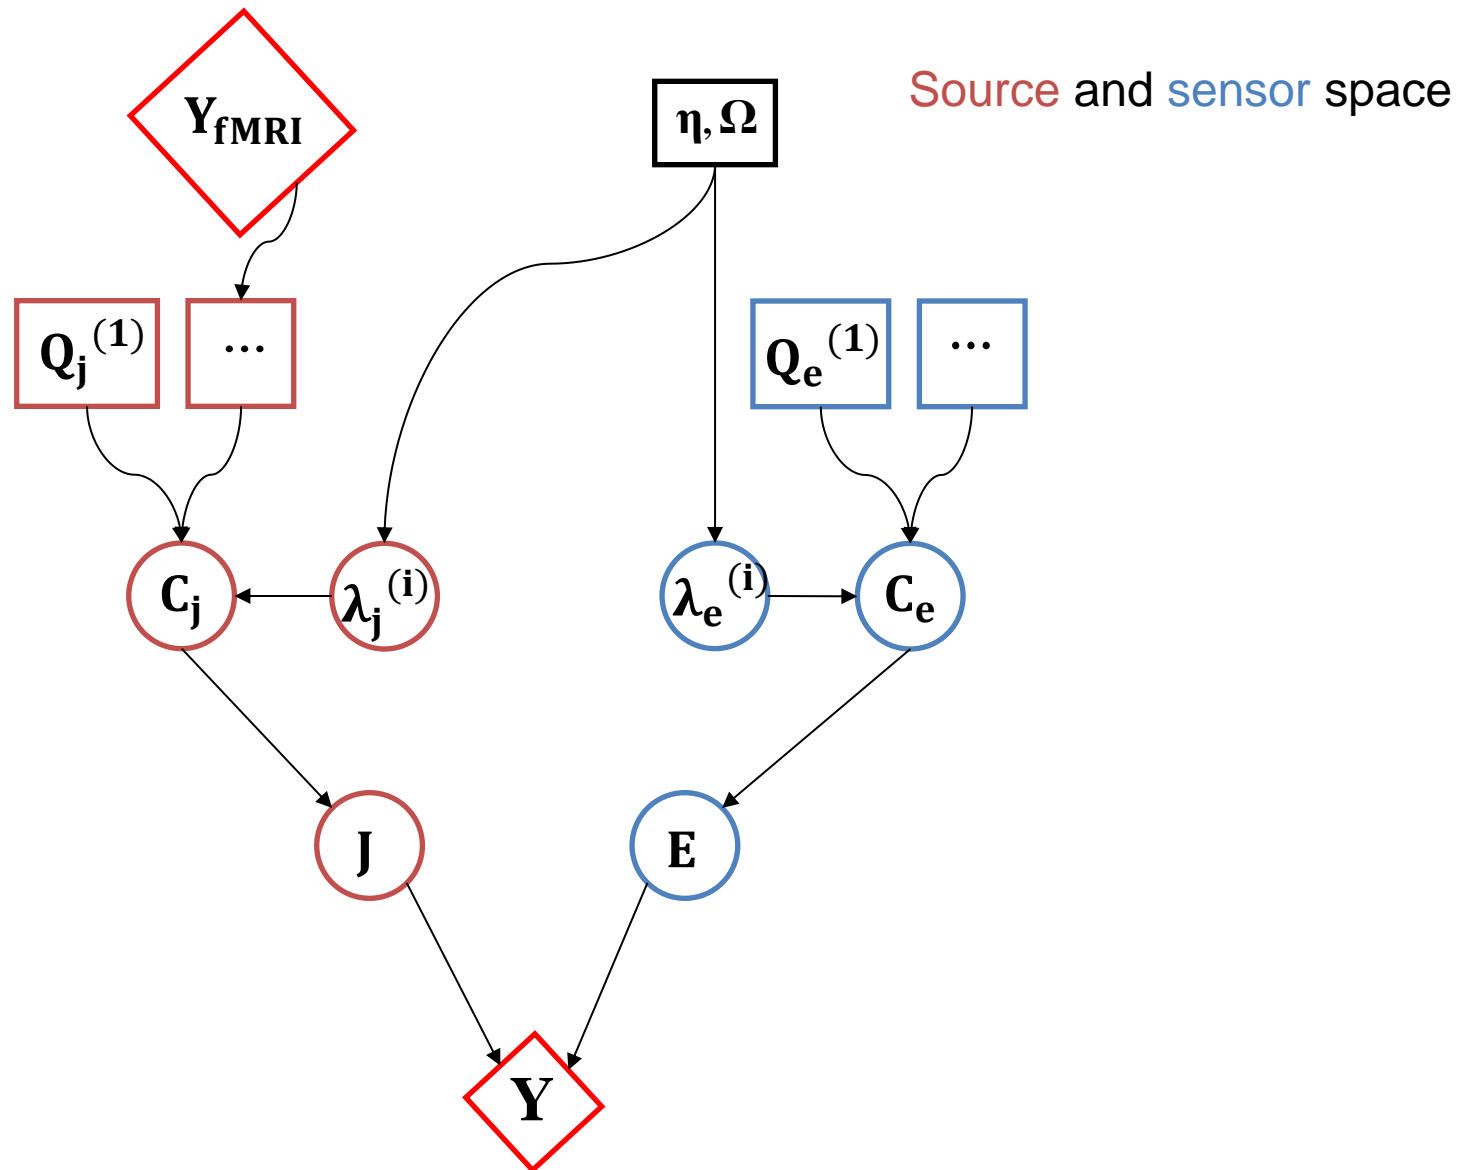 Source and sensor space
Y_fMRI
η, Ω
Q_j^(1)
...
Q_e^(1)
...
C_j
λ_j^(i)
λ_e^(i)
C_e
J
E
Y